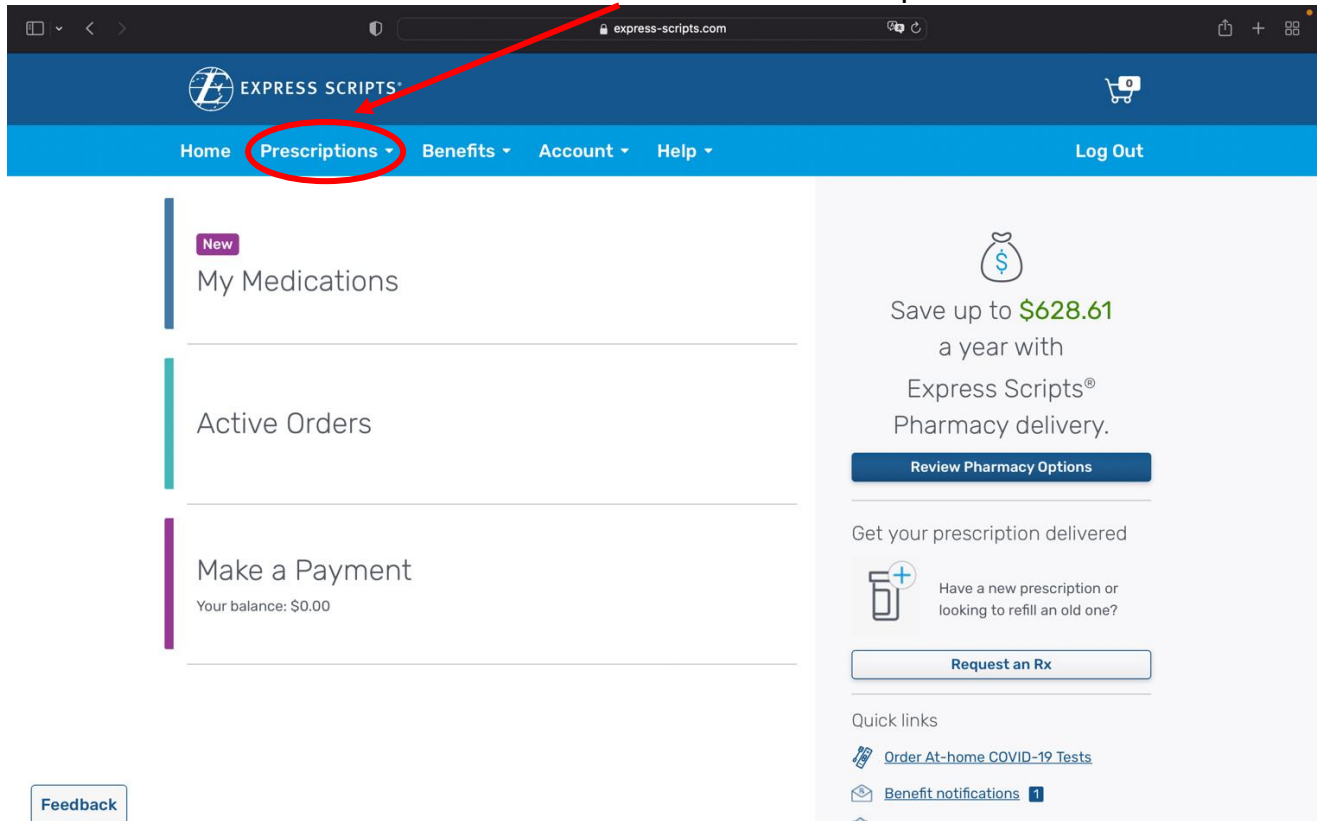 express-scripts.com
EXPRESS SCRIPTS®
0
Home Prescriptions Benefits Account Help Log Out
New
My Medications
Active Orders
Make a Payment
Your balance: $0.00
Save up to $628.61
a year with
Express Scripts®
Pharmacy delivery.
Review Pharmacy Options
Get your prescription delivered
Have a new prescription or
looking to refill an old one?
Request an Rx
Quick links
Order At-home COVID-19 Tests
Benefit notifications 1
Feedback